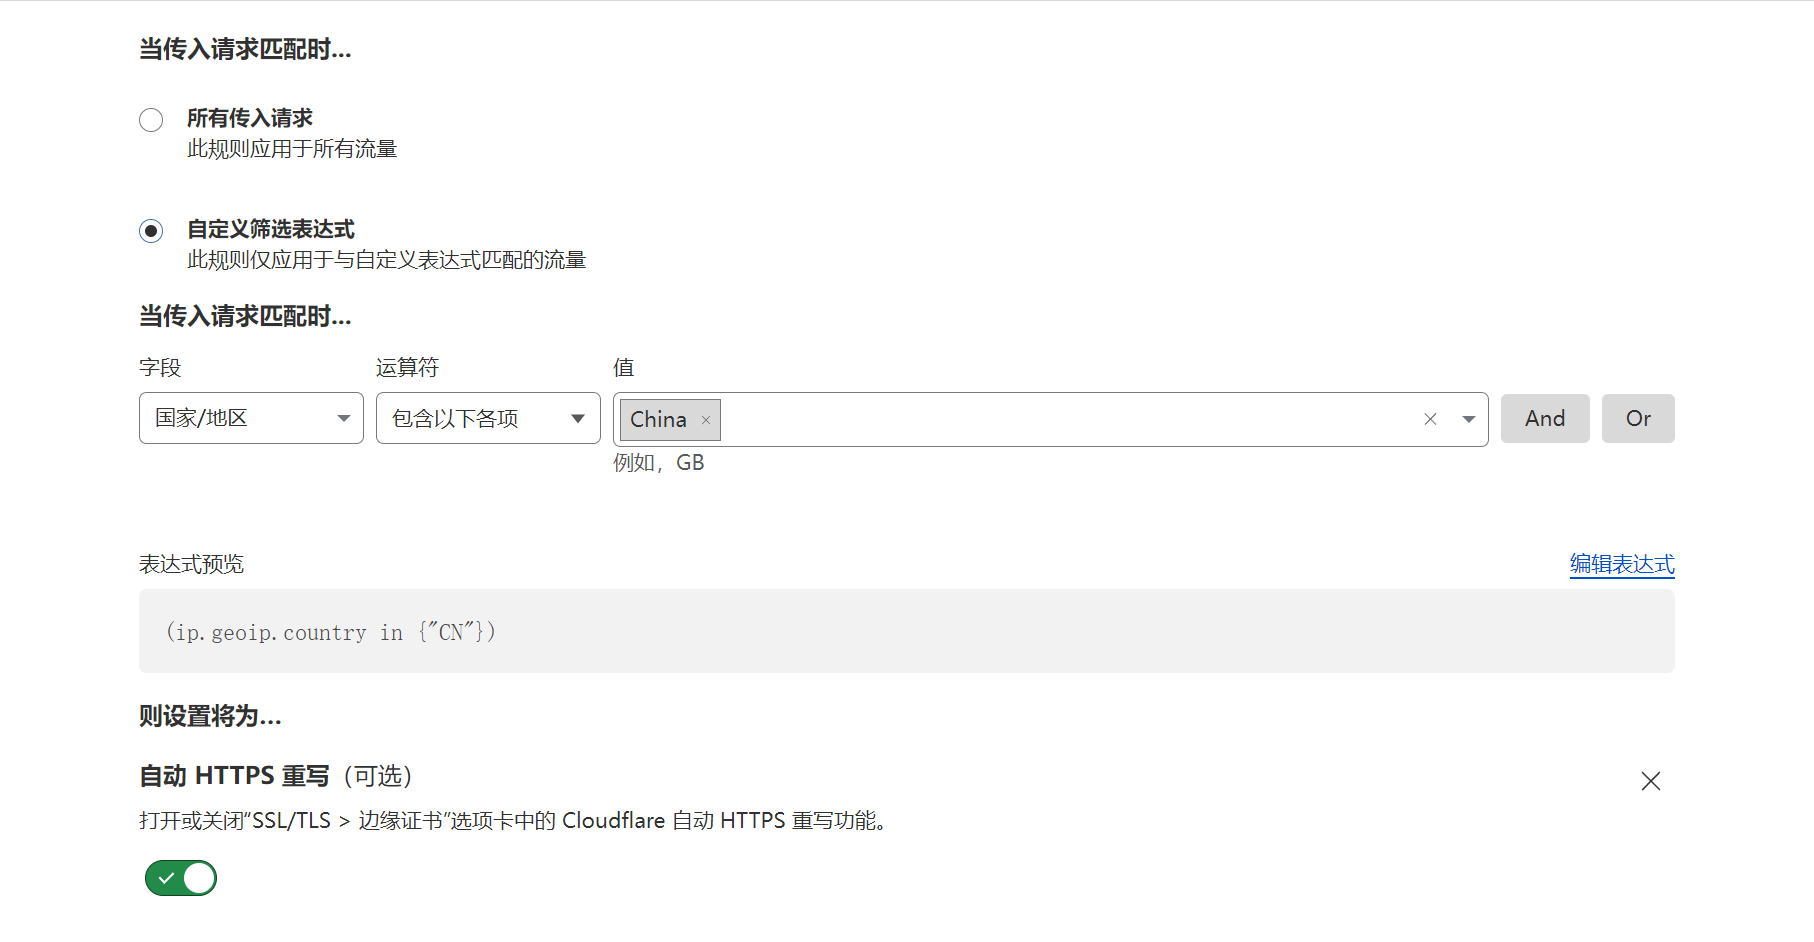 当传入请求匹配时...
所有传入请求
此规则应用于所有流量
自定义筛选表达式
此规则仅应用于与自定义表达式匹配的流量
当传入请求匹配时...
字段 运算符 值
国家/地区 包含以下各项 China × And Or
例如，GB
表达式预览 编辑表达式
(ip.geoip.country in {"CN"})
则设置将为...
自动 HTTPS 重写（可选）
打开或关闭“SSL/TLS > 边缘证书”选项卡中的 Cloudflare 自动 HTTPS 重写功能。